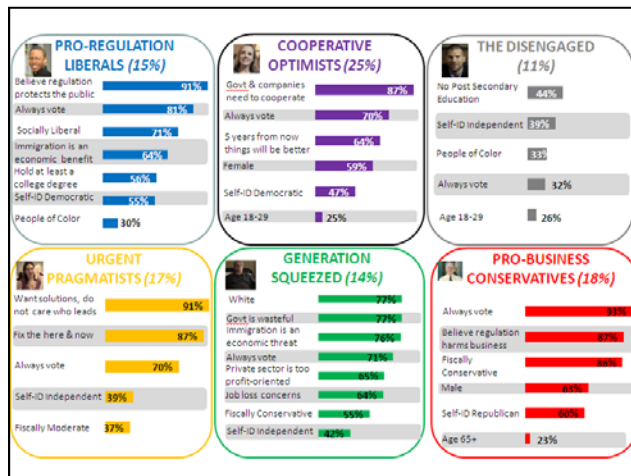 PRO-REGULATION
LIBERALS (15%)
Believe regulation
protects the public 91%
Always vote 81%
Socially Liberal 71%
Immigration is an
economic benefit 64%
Hold at least a
college degree 56%
Self-ID Democratic 55%
People of Color 30%
COOPERATIVE
OPTIMISTS (25%)
Govt & companies
need to cooperate 87%
Always vote 70%
5 years from now
things will be better 64%
Female 59%
Self-ID Democratic 47%
Age 18-29 25%
THE DISENGAGED
(11%)
No Post Secondary
Education 44%
Self-ID Independent 39%
People of Color 33%
Always vote 32%
Age 18-29 26%
URGENT
PRAGMATISTS (17%)
Want solutions, do
not care who leads 91%
Fix the here & now 87%
Always vote 70%
Self-ID Independent 39%
Fiscally Moderate 37%
GENERATION
SQUEEZED (14%)
White 77%
Govt is wasteful 77%
Immigration is an
economic threat 76%
Always vote 71%
Private sector is too
profit-oriented 65%
Job loss concerns 64%
Fiscally Conservative 55%
Self-ID Independent 42%
PRO-BUSINESS
CONSERVATIVES (18%)
Always vote 93%
Believe regulation
harms business 87%
Fiscally
Conservative 86%
Male 63%
Self-ID Republican 60%
Age 65+ 23%